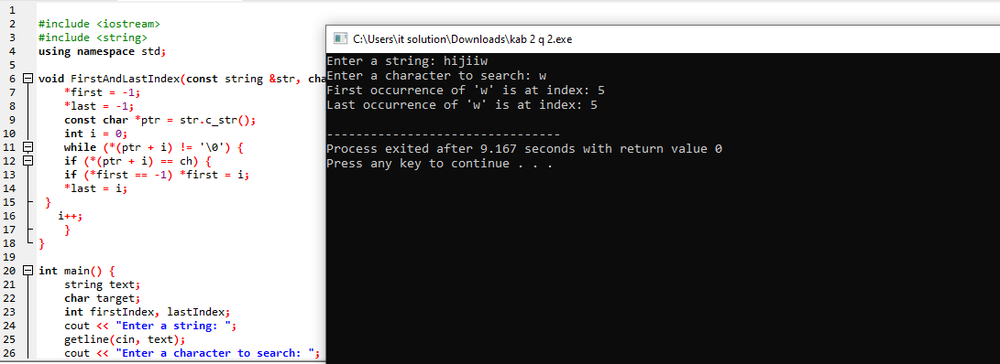 1
2 #include <iostream>
3 #include <string>
4 using namespace std;
5
6 void FirstAndLastIndex(const string &str, cha
7 *first = -1;
8 *last = -1;
9 const char *ptr = str.c_str();
10 int i = 0;
11 while (*(ptr + i) != '\0') {
12 if (*(ptr + i) == ch) {
13 if (*first == -1) *first = i;
14 *last = i;
15 }
16 i++;
17 }
18 }
19
20 int main() {
21 string text;
22 char target;
23 int firstIndex, lastIndex;
24 cout << "Enter a string: ";
25 getline(cin, text);
26 cout << "Enter a character to search: ";
C:\Users\it solution\Downloads\kab 2 q 2.exe
Enter a string: hijiiw
Enter a character to search: w
First occurrence of 'w' is at index: 5
Last occurrence of 'w' is at index: 5
--------------------------------
Process exited after 9.167 seconds with return value 0
Press any key to continue . . .